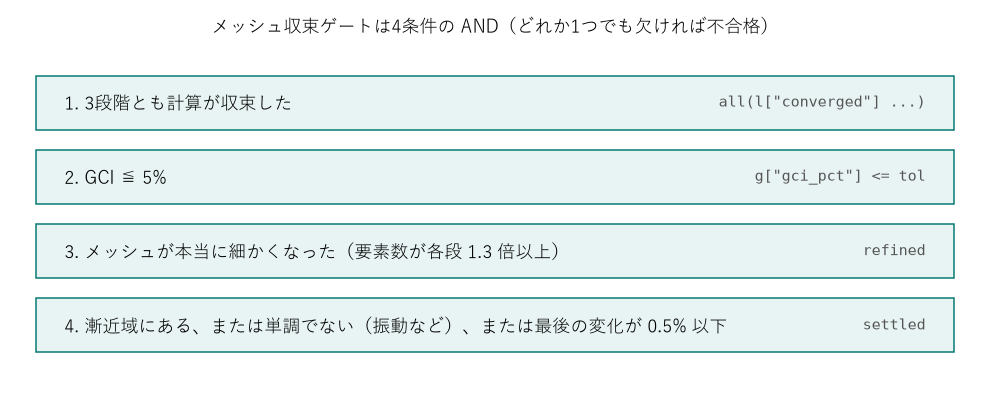 メッシュ収束ゲートは4条件の AND（どれか1つでも欠ければ不合格）
1. 3段階とも計算が収束した all(l["converged"] ...)
2. GCI ≦ 5% g["gci_pct"] <= tol
3. メッシュが本当に細かくなった（要素数が各段 1.3 倍以上） refined
4. 漸近域にある、または単調でない（振動など）、または最後の変化が 0.5% 以下 settled